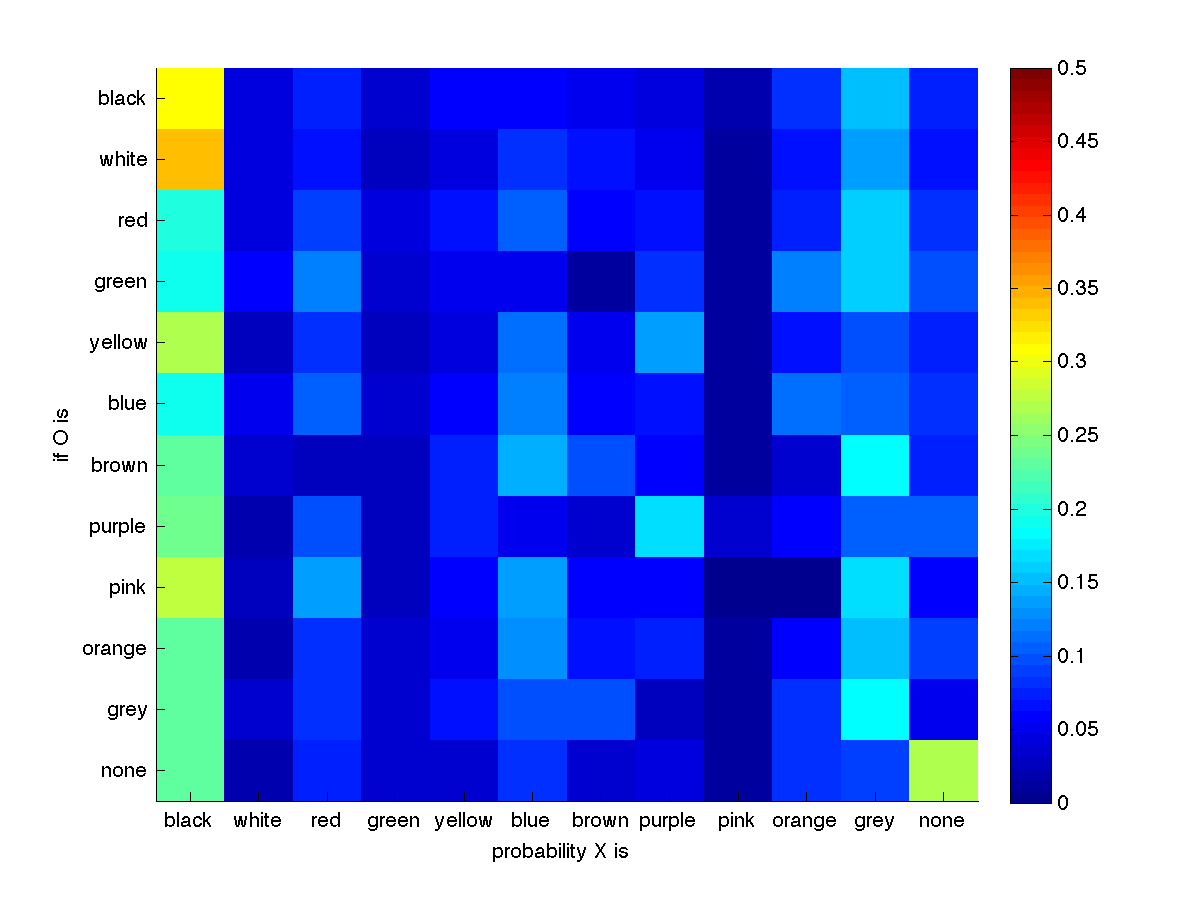 black
white
red
green
yellow
blue
brown
purple
pink
orange
grey
none
if O is
black white red green yellow blue brown purple pink orange grey none
probability X is
0.5
0.45
0.4
0.35
0.3
0.25
0.2
0.15
0.1
0.05
0